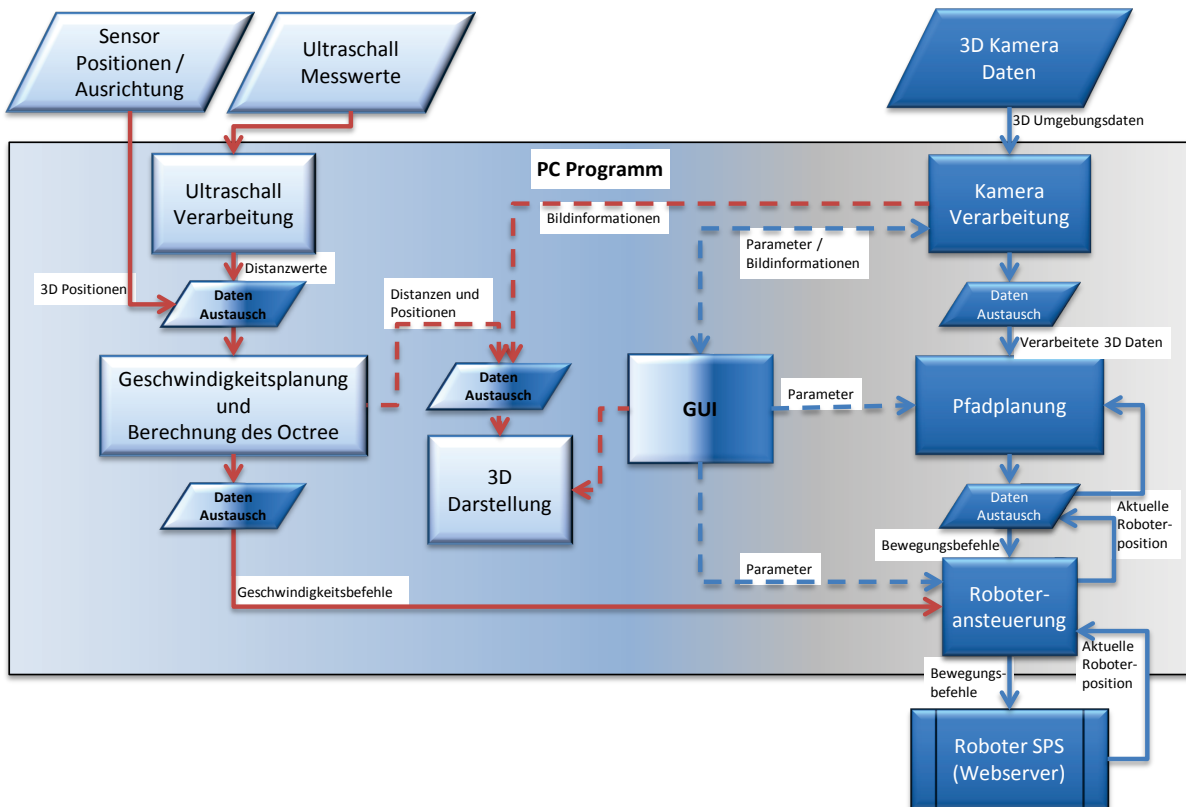 Sensor
Positionen /
Ausrichtung
Ultraschall
Messwerte
3D Kamera
Daten
3D Umgebungsdaten
PC Programm
Ultraschall
Verarbeitung
Kamera
Verarbeitung
Bildinformationen
Parameter /
Bildinformationen
Distanzwerte
3D Positionen
Daten
Austausch
Distanzen und
Positionen
Daten
Austausch
Verarbeitete 3D Daten
Geschwindigkeitsplanung
und
Berechnung des Octree
Daten
Austausch
GUI
Parameter
Pfadplanung
3D
Darstellung
Daten
Austausch
Daten
Austausch
Aktuelle
Roboter-
position
Bewegungsbefehle
Parameter
Geschwindigkeitsbefehle
Roboter-
ansteuerung
Aktuelle
Roboter-
position
Bewegungs-
befehle
Roboter SPS
(Webserver)